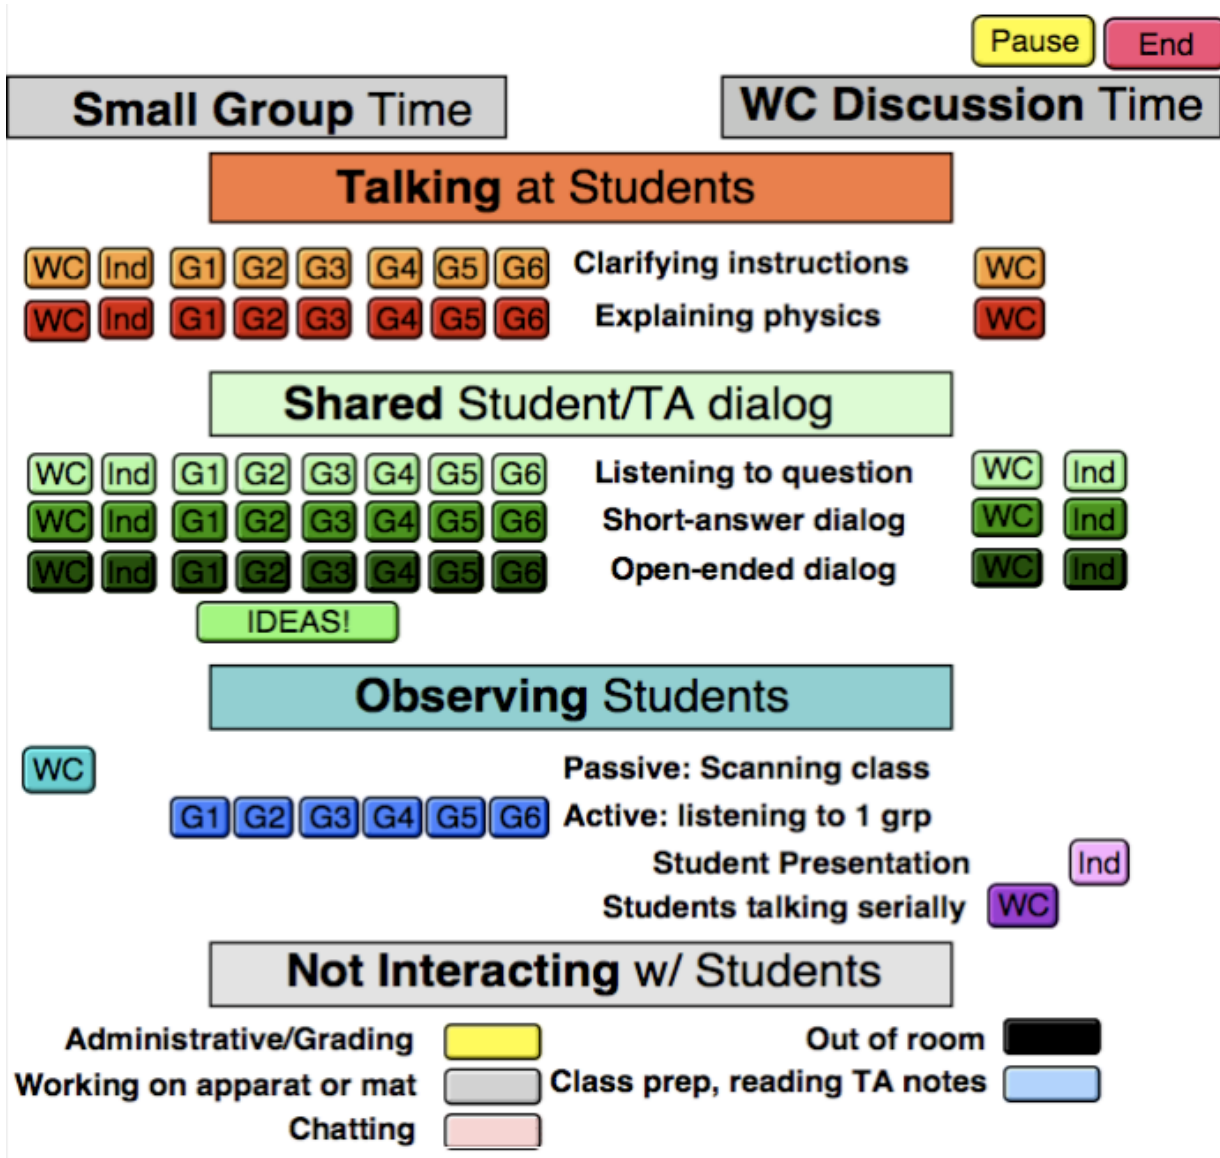 Pause End
Small Group Time WC Discussion Time
Talking at Students
WC Ind G1 G2 G3 G4 G5 G6 Clarifying instructions WC
WC Ind G1 G2 G3 G4 G5 G6 Explaining physics WC
Shared Student/TA dialog
WC Ind G1 G2 G3 G4 G5 G6 Listening to question WC Ind
WC Ind G1 G2 G3 G4 G5 G6 Short-answer dialog WC Ind
WC Ind G1 G2 G3 G4 G5 G6 Open-ended dialog WC Ind
IDEAS!
Observing Students
WC Passive: Scanning class
G1 G2 G3 G4 G5 G6 Active: listening to 1 grp
Student Presentation Ind
Students talking serially WC
Not Interacting w/ Students
Administrative/Grading Out of room
Working on apparat or mat Class prep, reading TA notes
Chatting